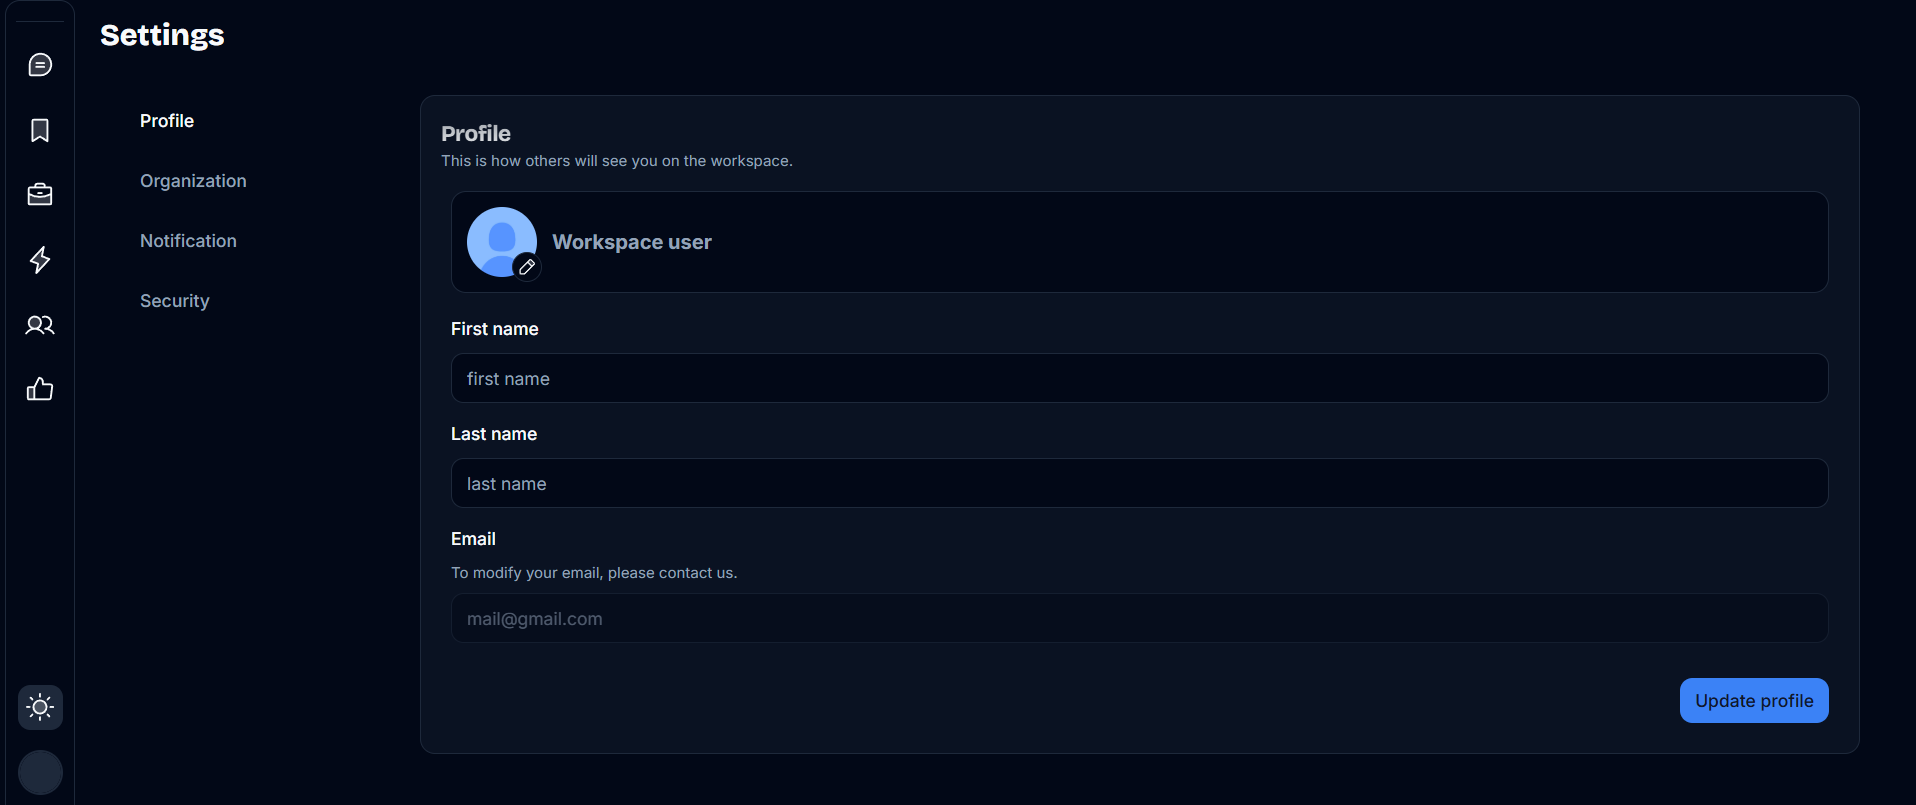 Settings
Profile
Organization
Notification
Security
Profile
This is how others will see you on the workspace.
Workspace user
First name
first name
Last name
last name
Email
To modify your email, please contact us.
mail@gmail.com
Update profile